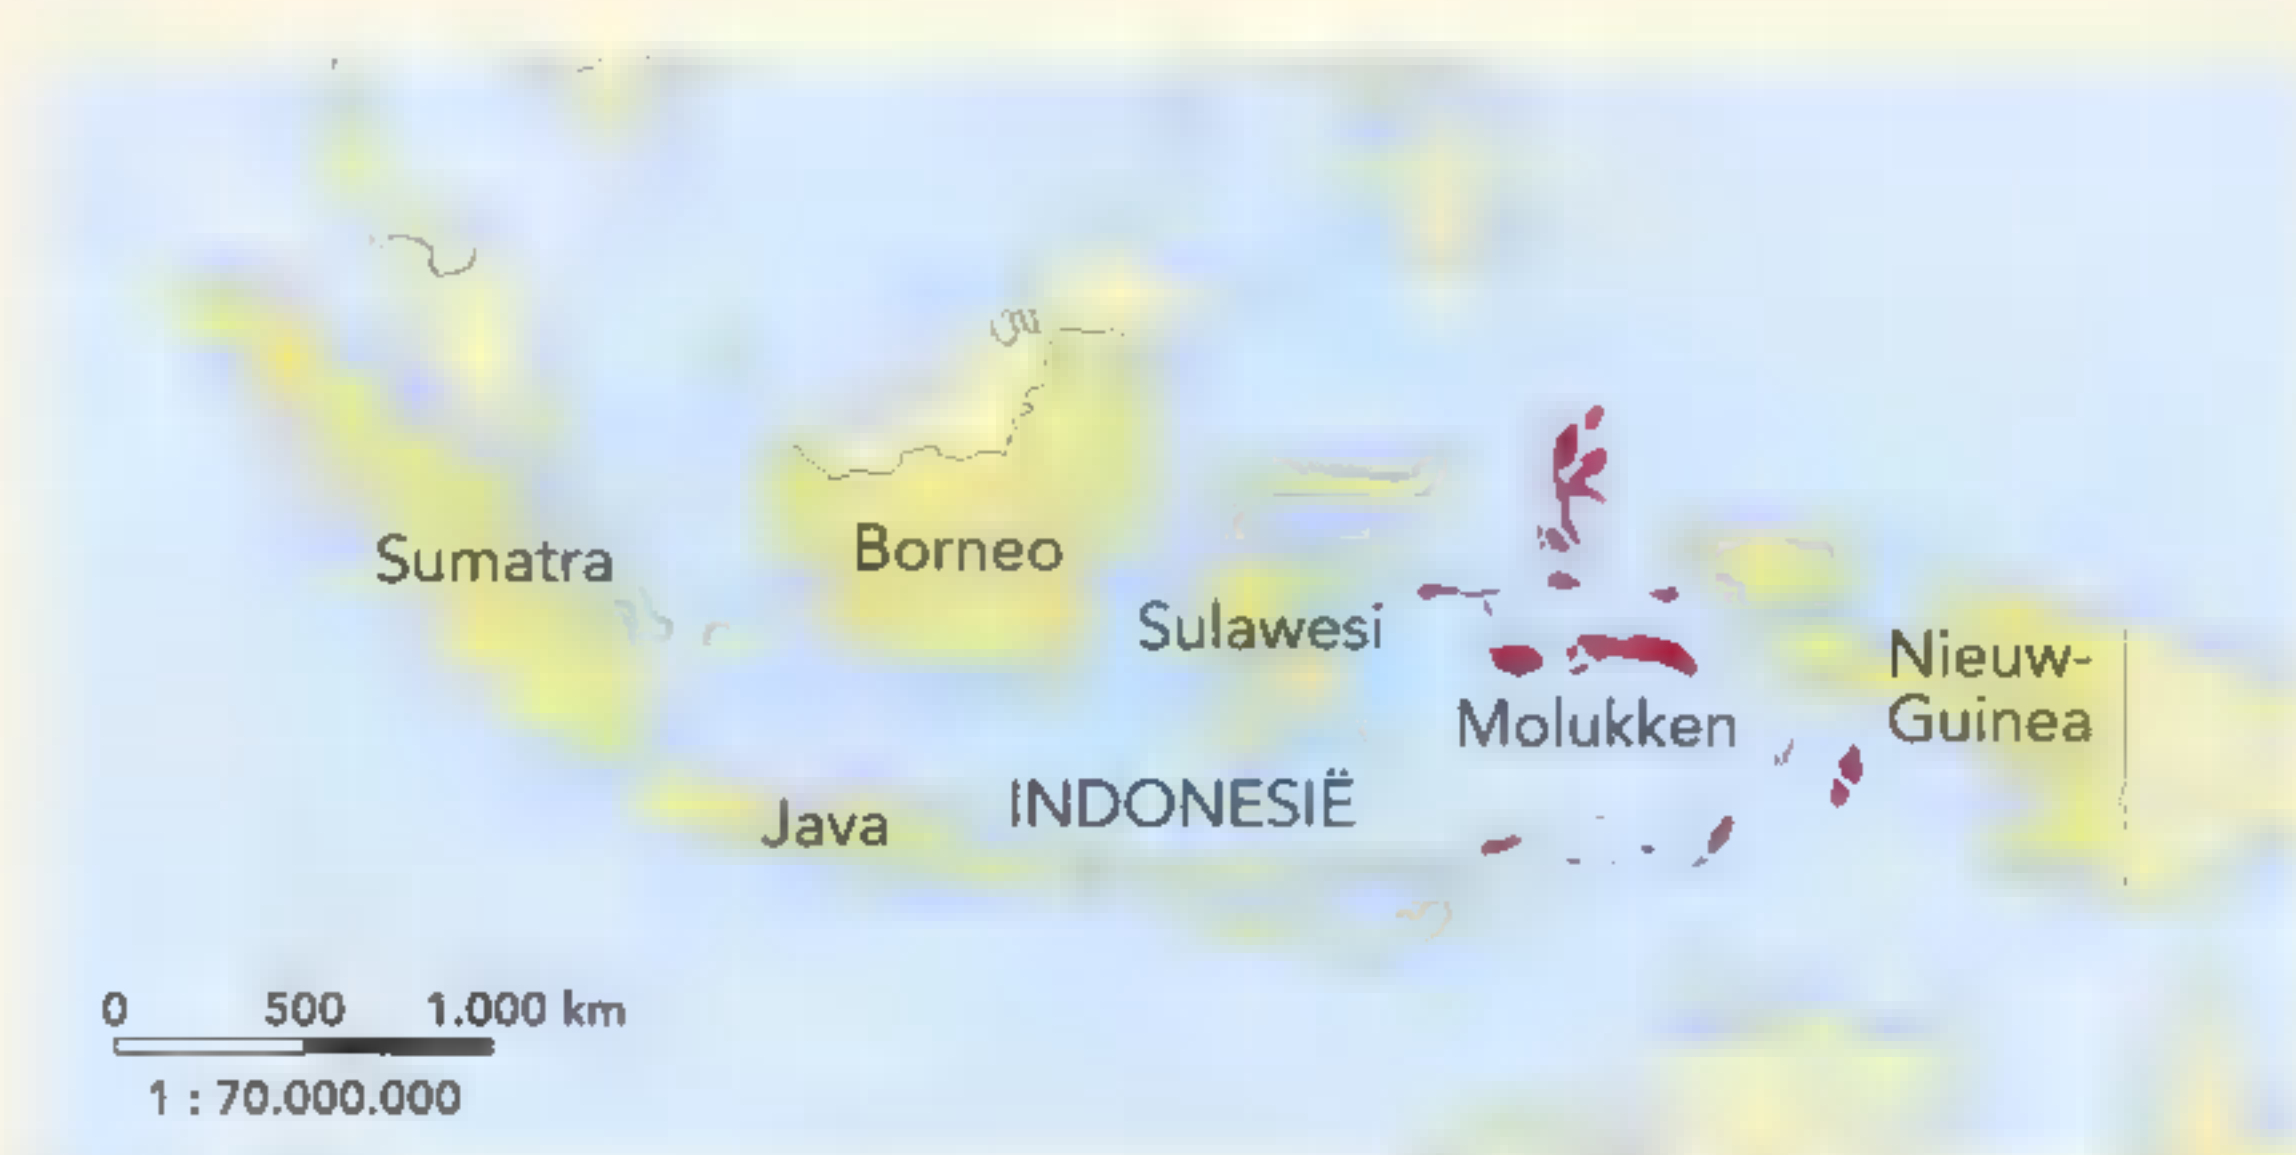 Sumatra
Borneo
Sulawesi
Nieuw-
Guinea
Molukken
Java
INDONESIË
0 500 1.000 km
1 : 70.000.000